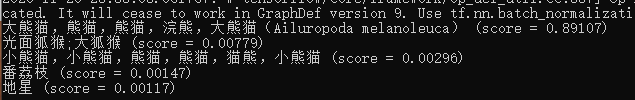 cated. It will cease to work in GraphDef version 9. Use tf.nn.batch_normalizati
大熊猫，熊猫，熊猫，浣熊，大熊猫（Ailuropoda melanoleuca） (score = 0.89107)
光面狐猴;大狐猴 (score = 0.00779)
小熊猫，小熊猫，熊猫，熊猫，猫熊，小熊猫 (score = 0.00296)
番荔枝 (score = 0.00147)
地星 (score = 0.00117)